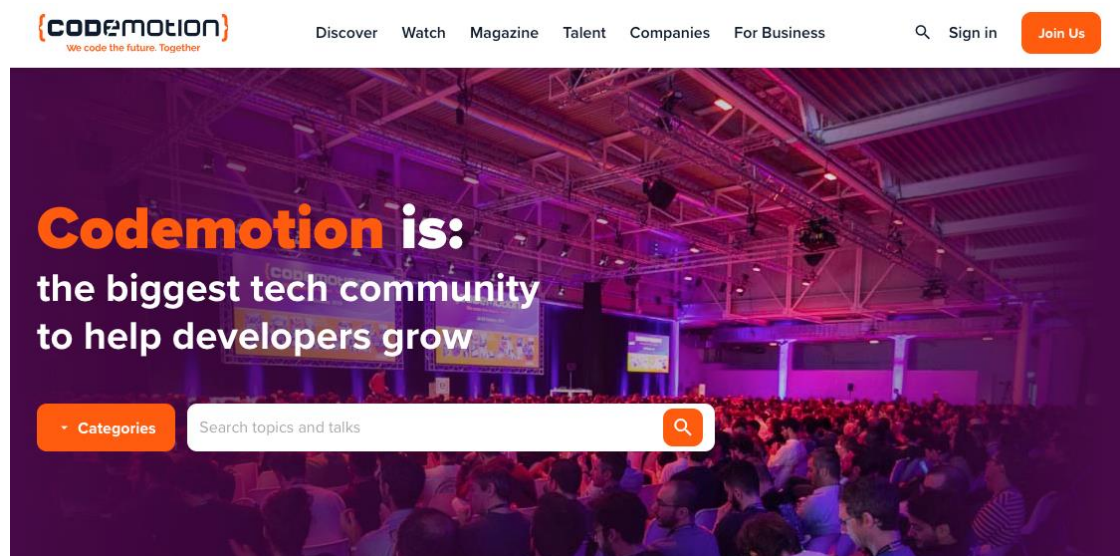 {CODEMOTION}
We code the future. Together
Discover
Watch
Magazine
Talent
Companies
For Business
Sign in
Join Us
Codemotion is:
the biggest tech community
to help developers grow
Categories
Search topics and talks